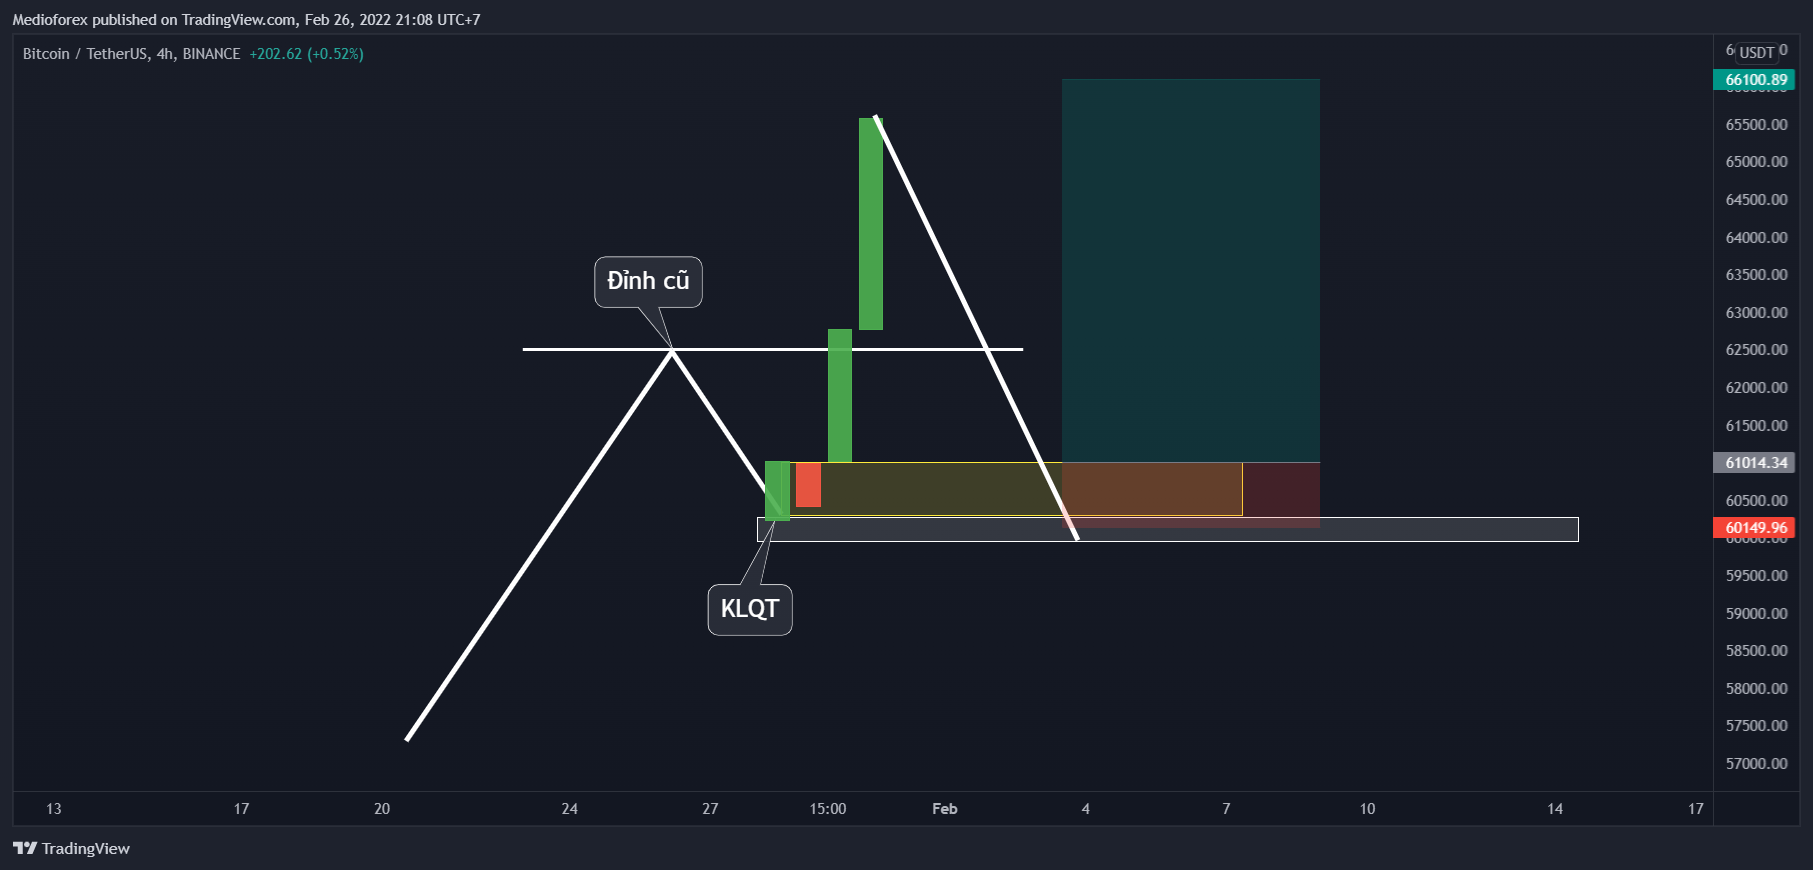 Medioforex published on TradingView.com, Feb 26, 2022 21:08 UTC+7
Bitcoin / TetherUS, 4h, BINANCE +202.62 (+0.52%)
USDT
66100.89
65500.00
65000.00
64500.00
64000.00
63500.00
63000.00
62500.00
62000.00
61500.00
61014.34
60500.00
60149.96
59500.00
59000.00
58500.00
58000.00
57500.00
57000.00
Đỉnh cũ
KLQT
13 17 20 24 27 15:00 Feb 4 7 10 14 17
TradingView